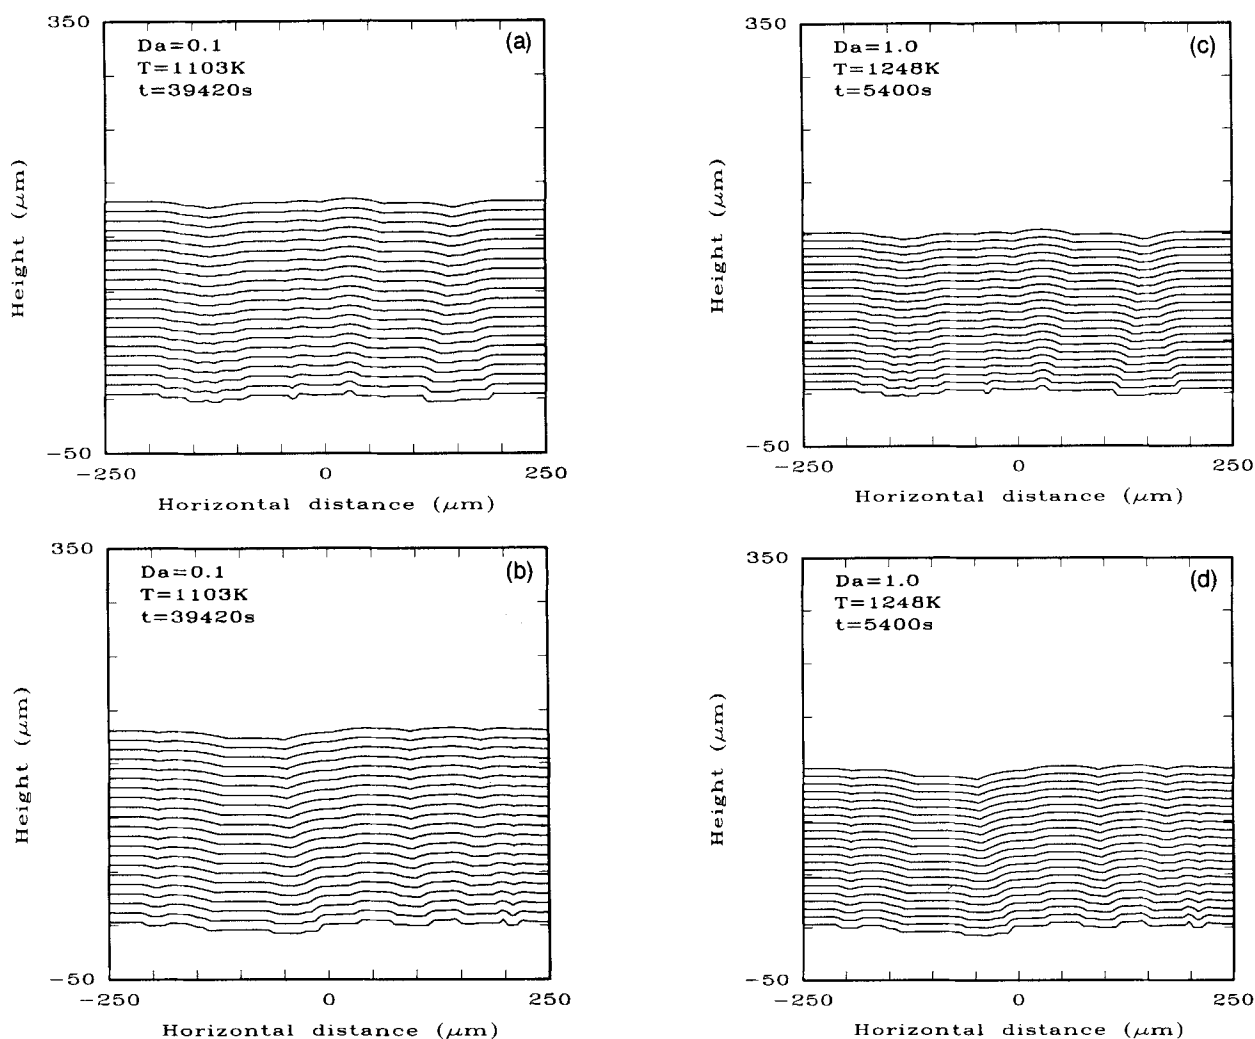 350
(a)
Da=0.1
T=1103K
t=39420s
Height (μm)
-50
-250 0 250
Horizontal distance (μm)
350
(c)
Da=1.0
T=1248K
t=5400s
Height (μm)
-50
-250 0 250
Horizontal distance (μm)
350
(b)
Da=0.1
T=1103K
t=39420s
Height (μm)
-50
-250 0 250
Horizontal distance (μm)
350
(d)
Da=1.0
T=1248K
t=5400s
Height (μm)
-50
-250 0 250
Horizontal distance (μm)